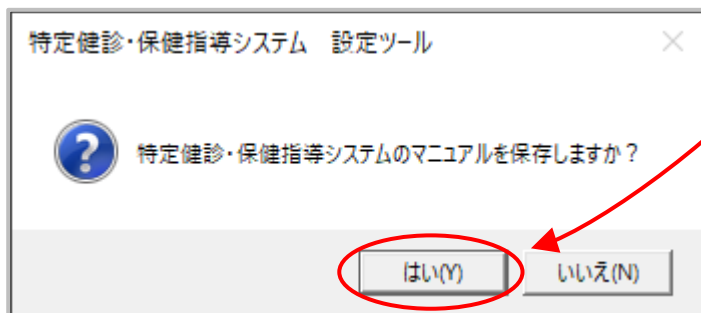 特定健診・保健指導システム　設定ツール
特定健診・保健指導システムのマニュアルを保存しますか？
はい(Y)
いいえ(N)